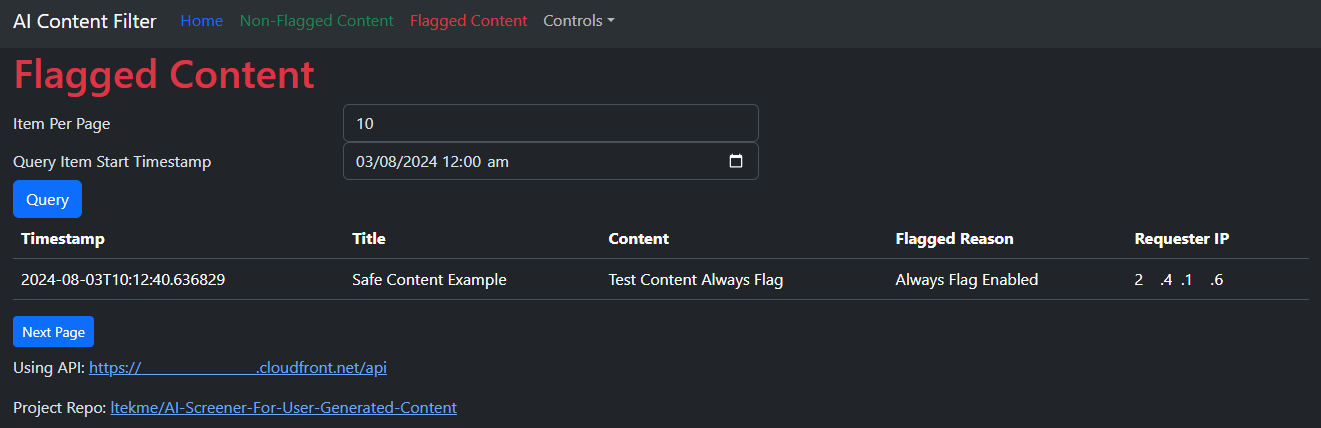 AI Content Filter Home Non-Flagged Content Flagged Content Controls
Flagged Content
Item Per Page 10
Query Item Start Timestamp 03/08/2024 12:00 am
Query
Timestamp Title Content Flagged Reason Requester IP
2024-08-03T10:12:40.636829 Safe Content Example Test Content Always Flag Always Flag Enabled 2 .4 .1 .6
Next Page
Using API: https:// .cloudfront.net/api
Project Repo: ltekme/AI-Screener-For-User-Generated-Content